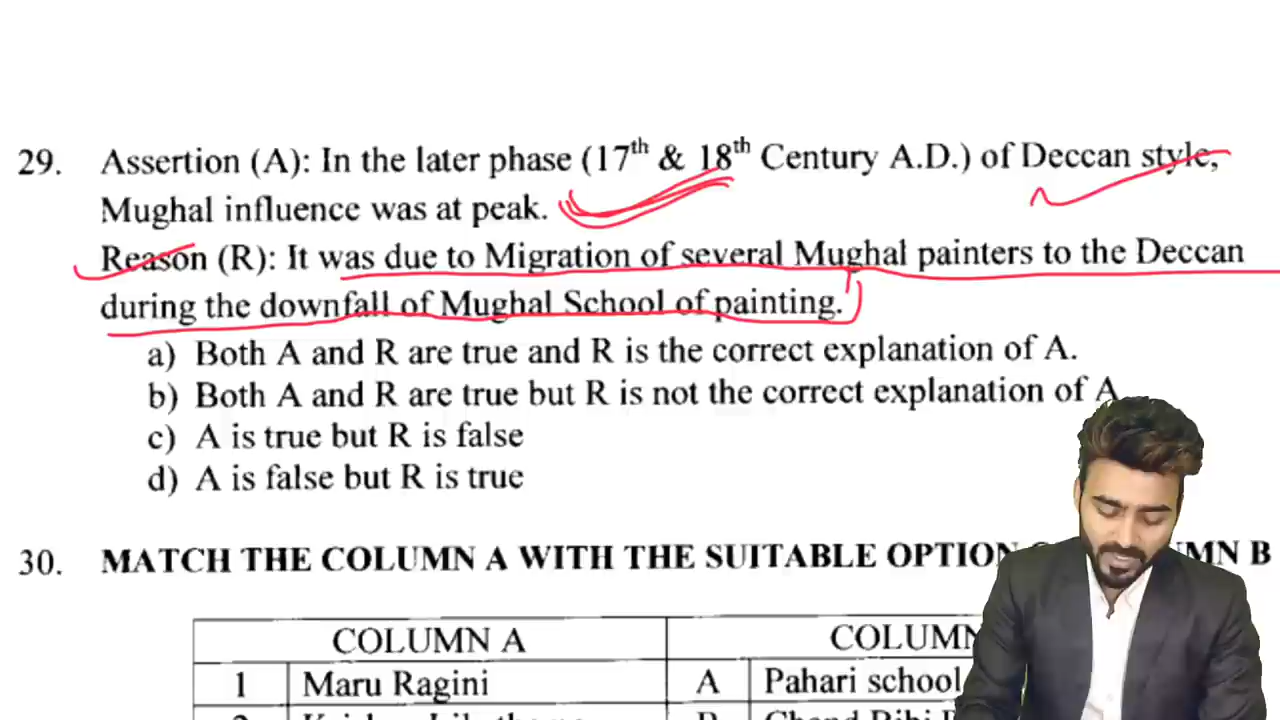 29. Assertion (A): In the later phase (17th & 18th Century A.D.) of Deccan style,
Mughal influence was at peak.
Reason (R): It was due to Migration of several Mughal painters to the Deccan
during the downfall of Mughal School of painting.
a) Both A and R are true and R is the correct explanation of A.
b) Both A and R are true but R is not the correct explanation of A
c) A is true but R is false
d) A is false but R is true
30. MATCH THE COLUMN A WITH THE SUITABLE OPTION MN B
COLUMN A COLUMN
1 Maru Ragini A Pahari school